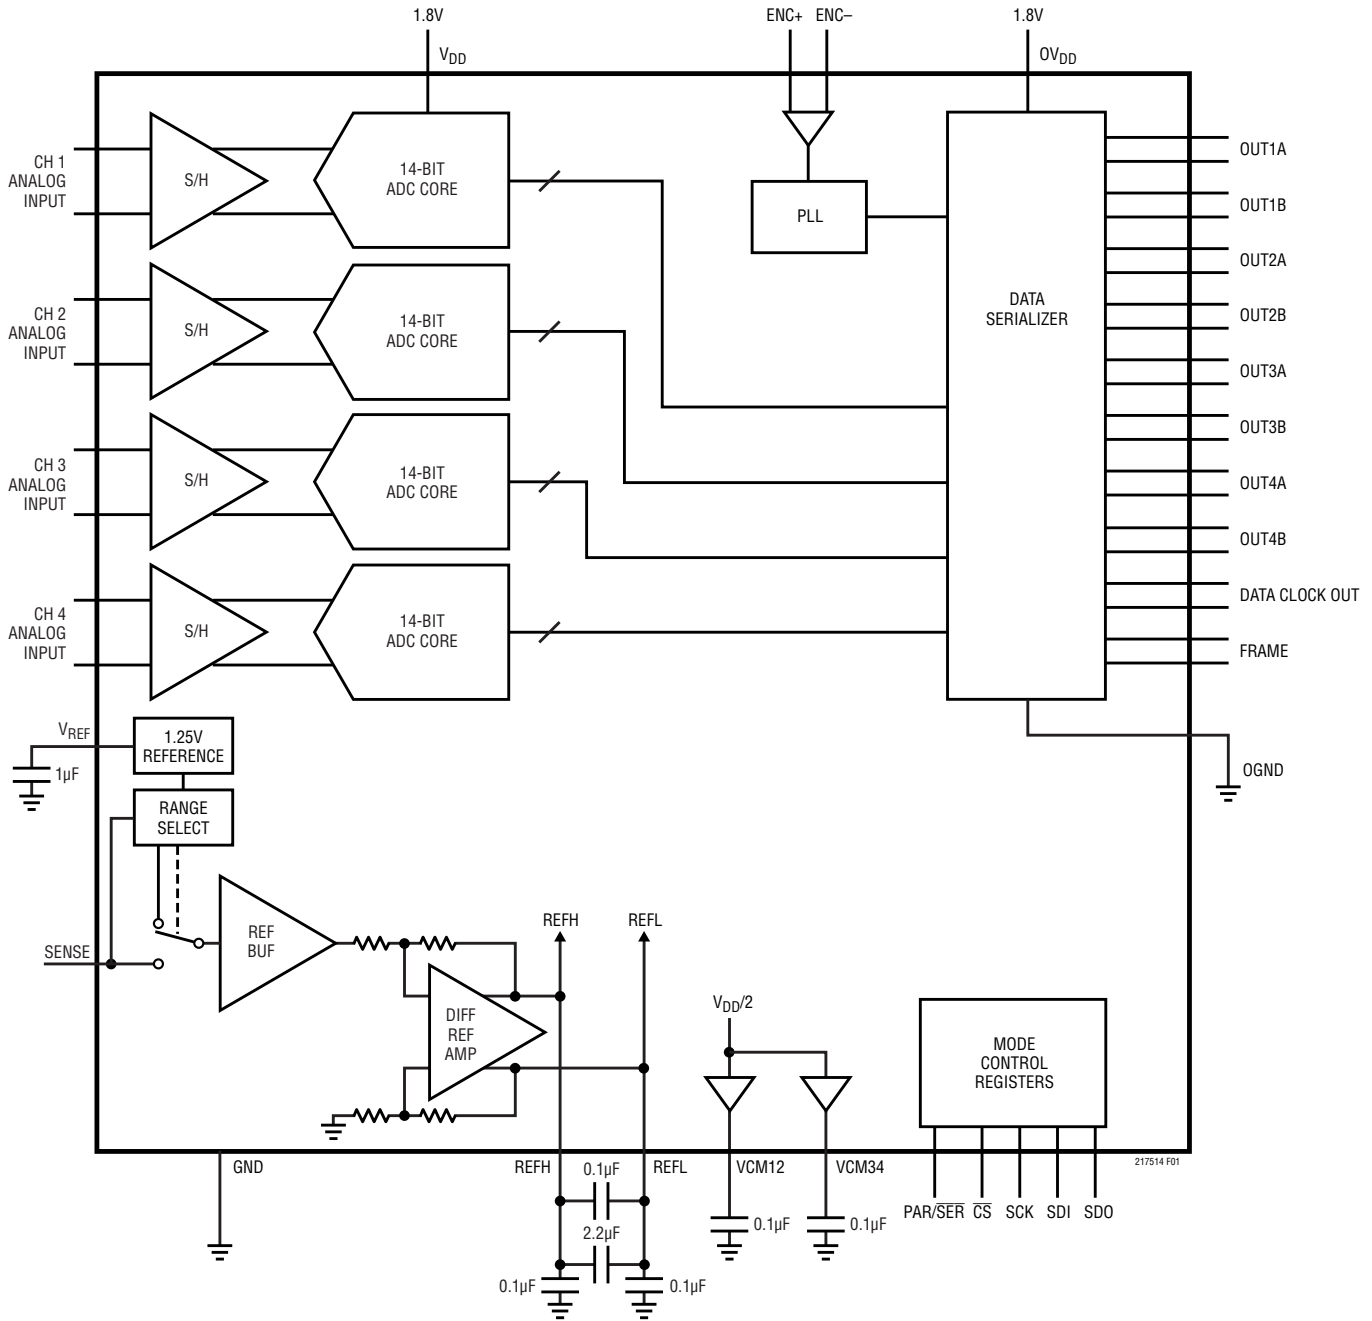 1.8V
ENC+
ENC–
1.8V
VDD
OVDD
CH 1
ANALOG
INPUT
S/H
14-BIT
ADC CORE
PLL
DATA
SERIALIZER
OUT1A
OUT1B
OUT2A
OUT2B
OUT3A
OUT3B
OUT4A
OUT4B
DATA CLOCK OUT
FRAME
CH 2
ANALOG
INPUT
S/H
14-BIT
ADC CORE
CH 3
ANALOG
INPUT
S/H
14-BIT
ADC CORE
CH 4
ANALOG
INPUT
S/H
14-BIT
ADC CORE
VREF
1µF
1.25V
REFERENCE
RANGE
SELECT
OGND
SENSE
REF
BUF
REFH
REFL
DIFF
REF
AMP
VDD/2
MODE
CONTROL
REGISTERS
GND
REFH
0.1µF
REFL
VCM12
VCM34
217514 F01
PAR/S̅E̅R̅
C̅S̅
SCK
SDI
SDO
2.2µF
0.1µF
0.1µF
0.1µF
0.1µF